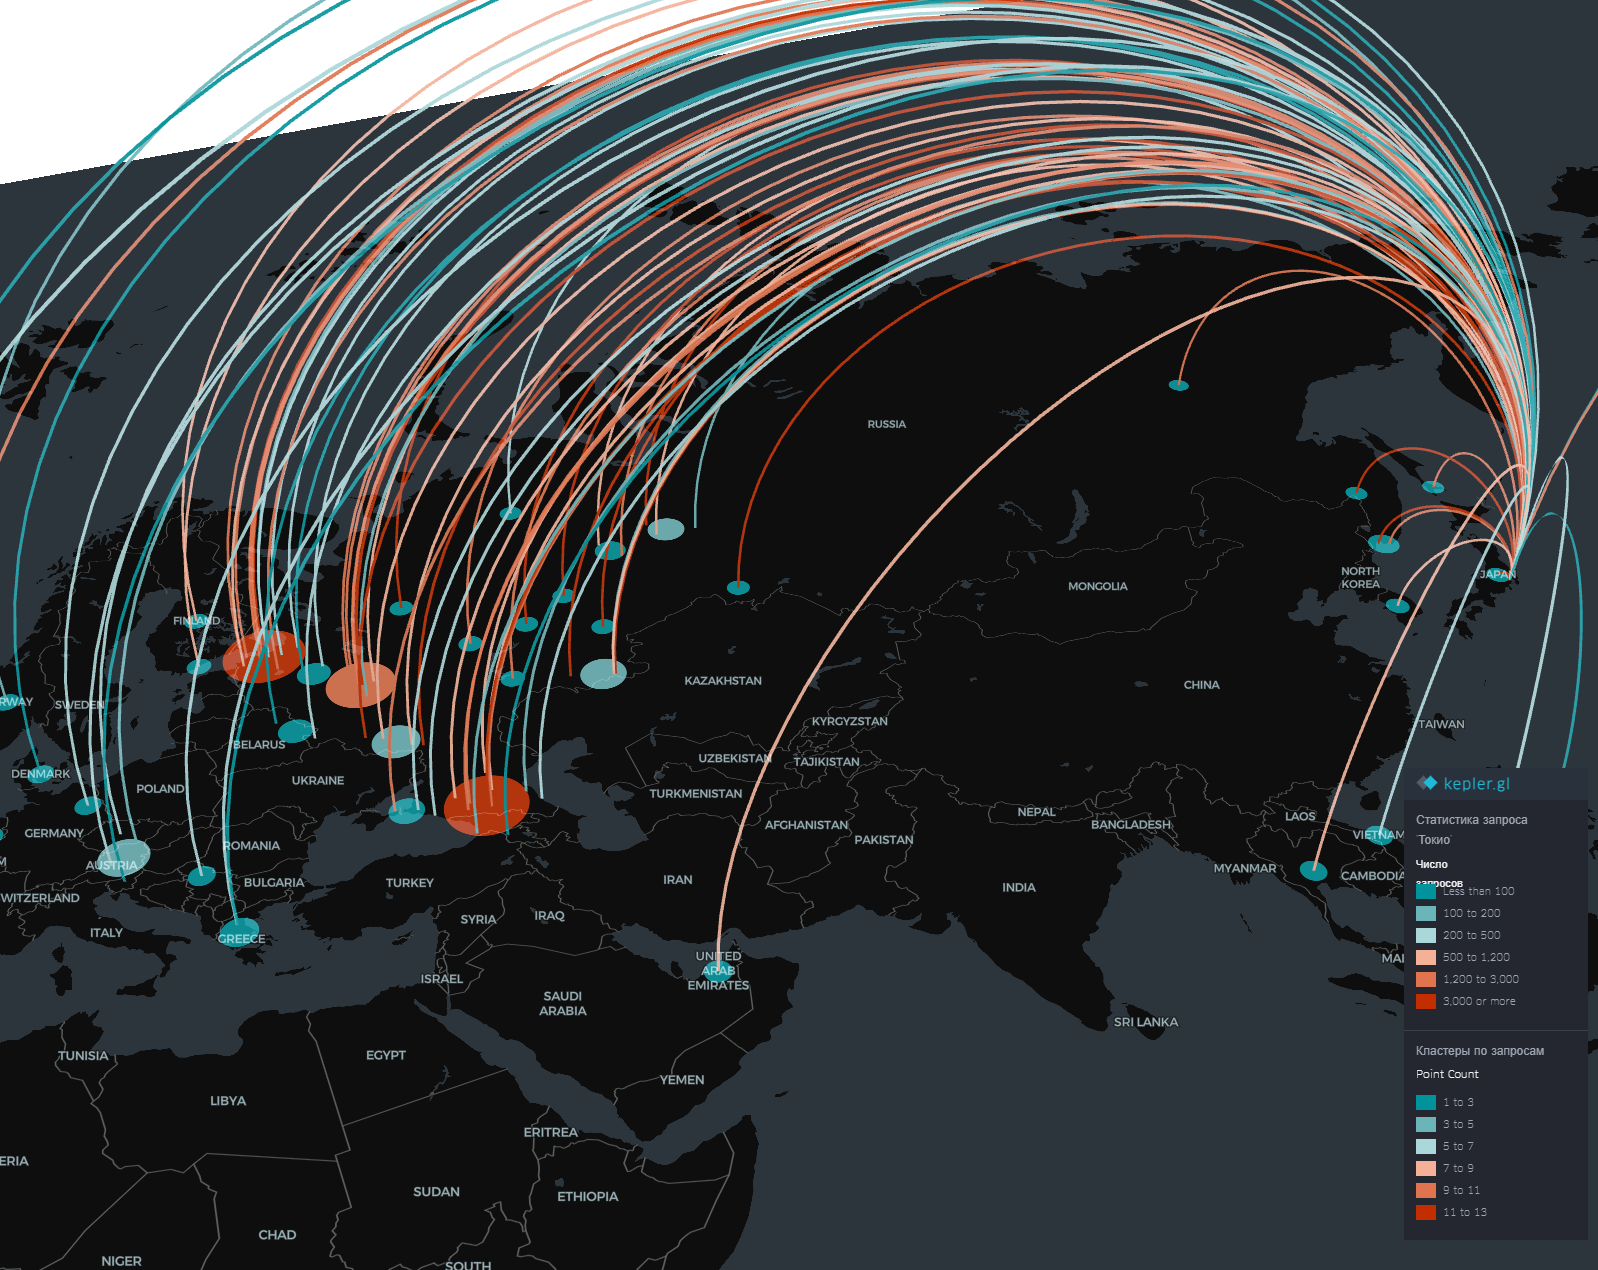 RUSSIA
MONGOLIA
NORTH
KOREA
JAPAN
FINLAND
KAZAKHSTAN
CHINA
RWAY
SWEDEN
KYRGYZSTAN
TAIWAN
BELARUS
UZBEKISTAN
TAJIKISTAN
DENMARK
UKRAINE
POLAND
TURKMENISTAN
NEPAL
LAOS
GERMANY
AFGHANISTAN
BANGLADESH
PAKISTAN
VIETNAM
ROMANIA
M
AUSTRIA
MYANMAR
CAMBODIA
BULGARIA
TURKEY
IRAN
INDIA
WITZERLAND
SYRIA
IRAQ
ITALY
GREECE
UNITED
ARAB
EMIRATES
MAL
ISRAEL
SAUDI
ARABIA
SRI LANKA
TUNISIA
EGYPT
YEMEN
LIBYA
ERITREA
ERIA
SUDAN
ETHIOPIA
CHAD
NIGER
SOUTH
kepler.gl
Статистика запроса
'Токио'
Число
запросов
Less than 100
100 to 200
200 to 500
500 to 1,200
1,200 to 3,000
3,000 or more
Кластеры по запросам
Point Count
1 to 3
3 to 5
5 to 7
7 to 9
9 to 11
11 to 13